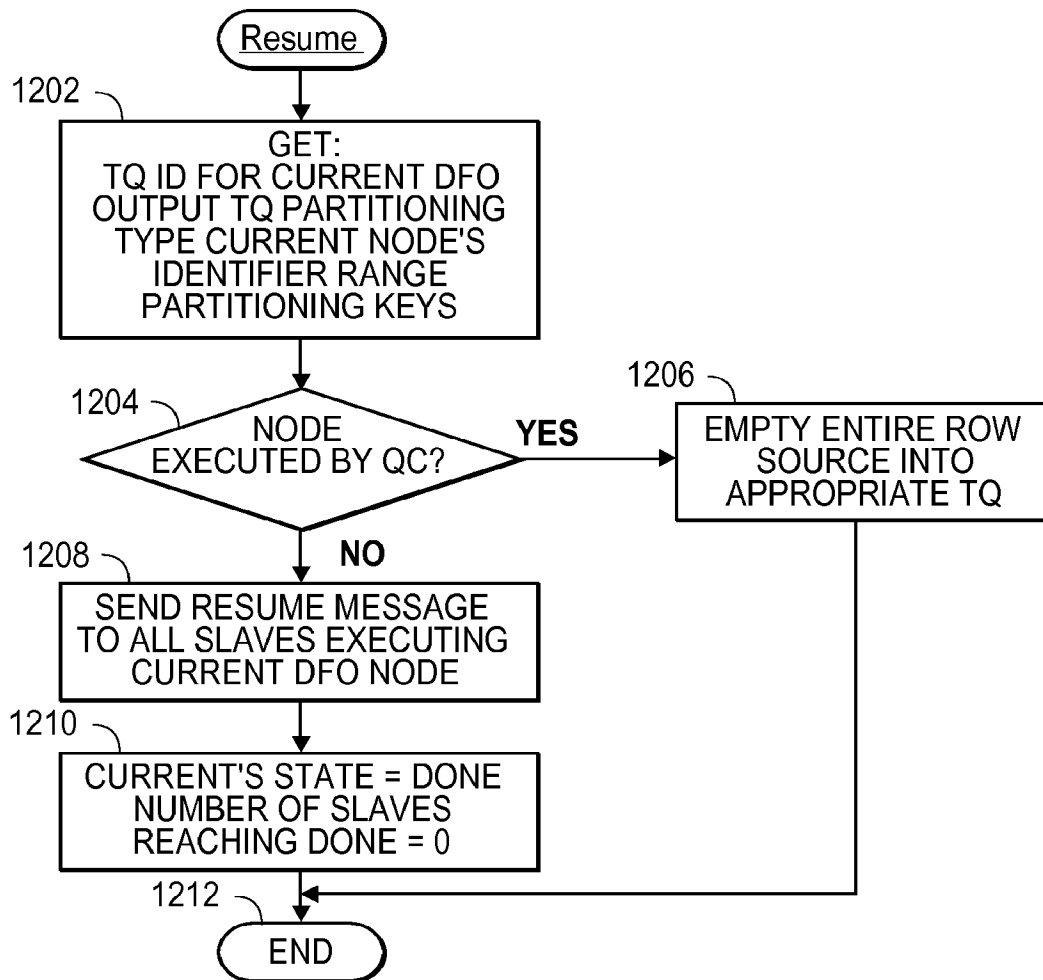 Resume
1202
GET:
TQ ID FOR CURRENT DFO
OUTPUT TQ PARTITIONING
TYPE CURRENT NODE'S
IDENTIFIER RANGE
PARTITIONING KEYS
1204
NODE
EXECUTED BY QC?
YES
1206
EMPTY ENTIRE ROW
SOURCE INTO
APPROPRIATE TQ
NO
1208
SEND RESUME MESSAGE
TO ALL SLAVES EXECUTING
CURRENT DFO NODE
1210
CURRENT'S STATE = DONE
NUMBER OF SLAVES
REACHING DONE = 0
1212
END